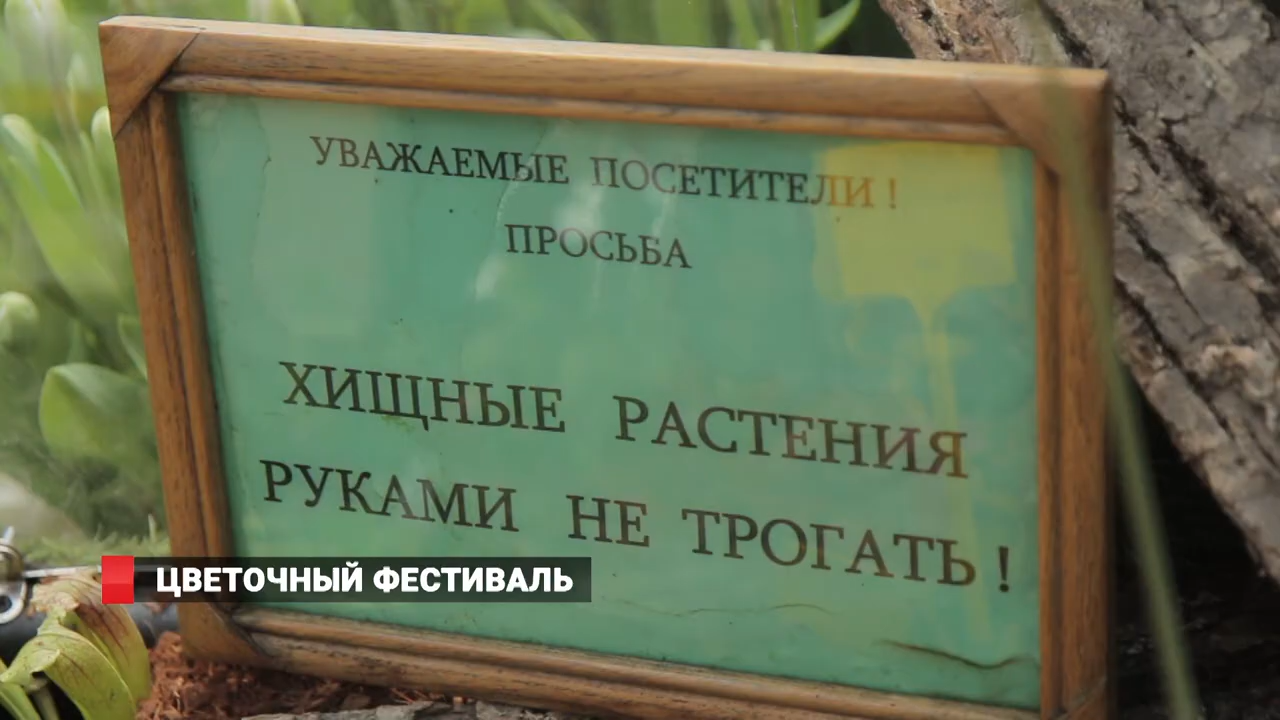 УВАЖАЕМЫЕ ПОСЕТИТЕЛИ !
ПРОСЬБА
ХИЩНЫЕ РАСТЕНИЯ
РУКАМИ НЕ ТРОГАТЬ !
ЦВЕТОЧНЫЙ ФЕСТИВАЛЬ